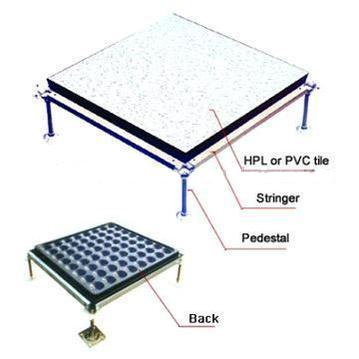 HPL or PVC tile
Stringer
Pedestal
Back